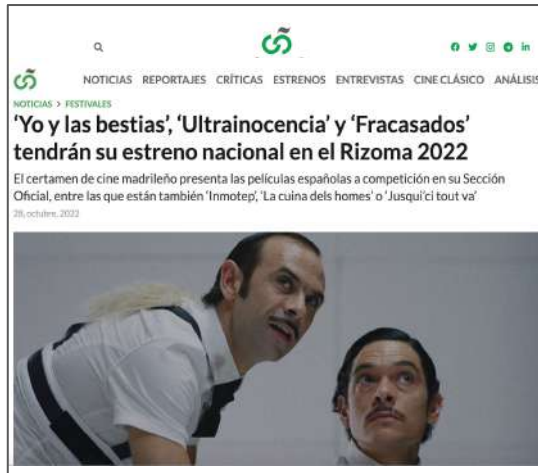 NOTICIAS REPORTAJES CRÍTICAS ESTRENOS ENTREVISTAS CINE CLÁSICO ANÁLISIS
NOTICIAS > FESTIVALES
‘Yo y las bestias’, ‘Ultrainocencia’ y ‘Fracasados’
tendrán su estreno nacional en el Rizoma 2022
El certamen de cine madrileño presenta las películas españolas a competición en su Sección
Oficial, entre las que están también ‘Inmotep’, ‘La cuina dels homes’ o ‘Jusqu’ci tout va’
28, octubre, 2022